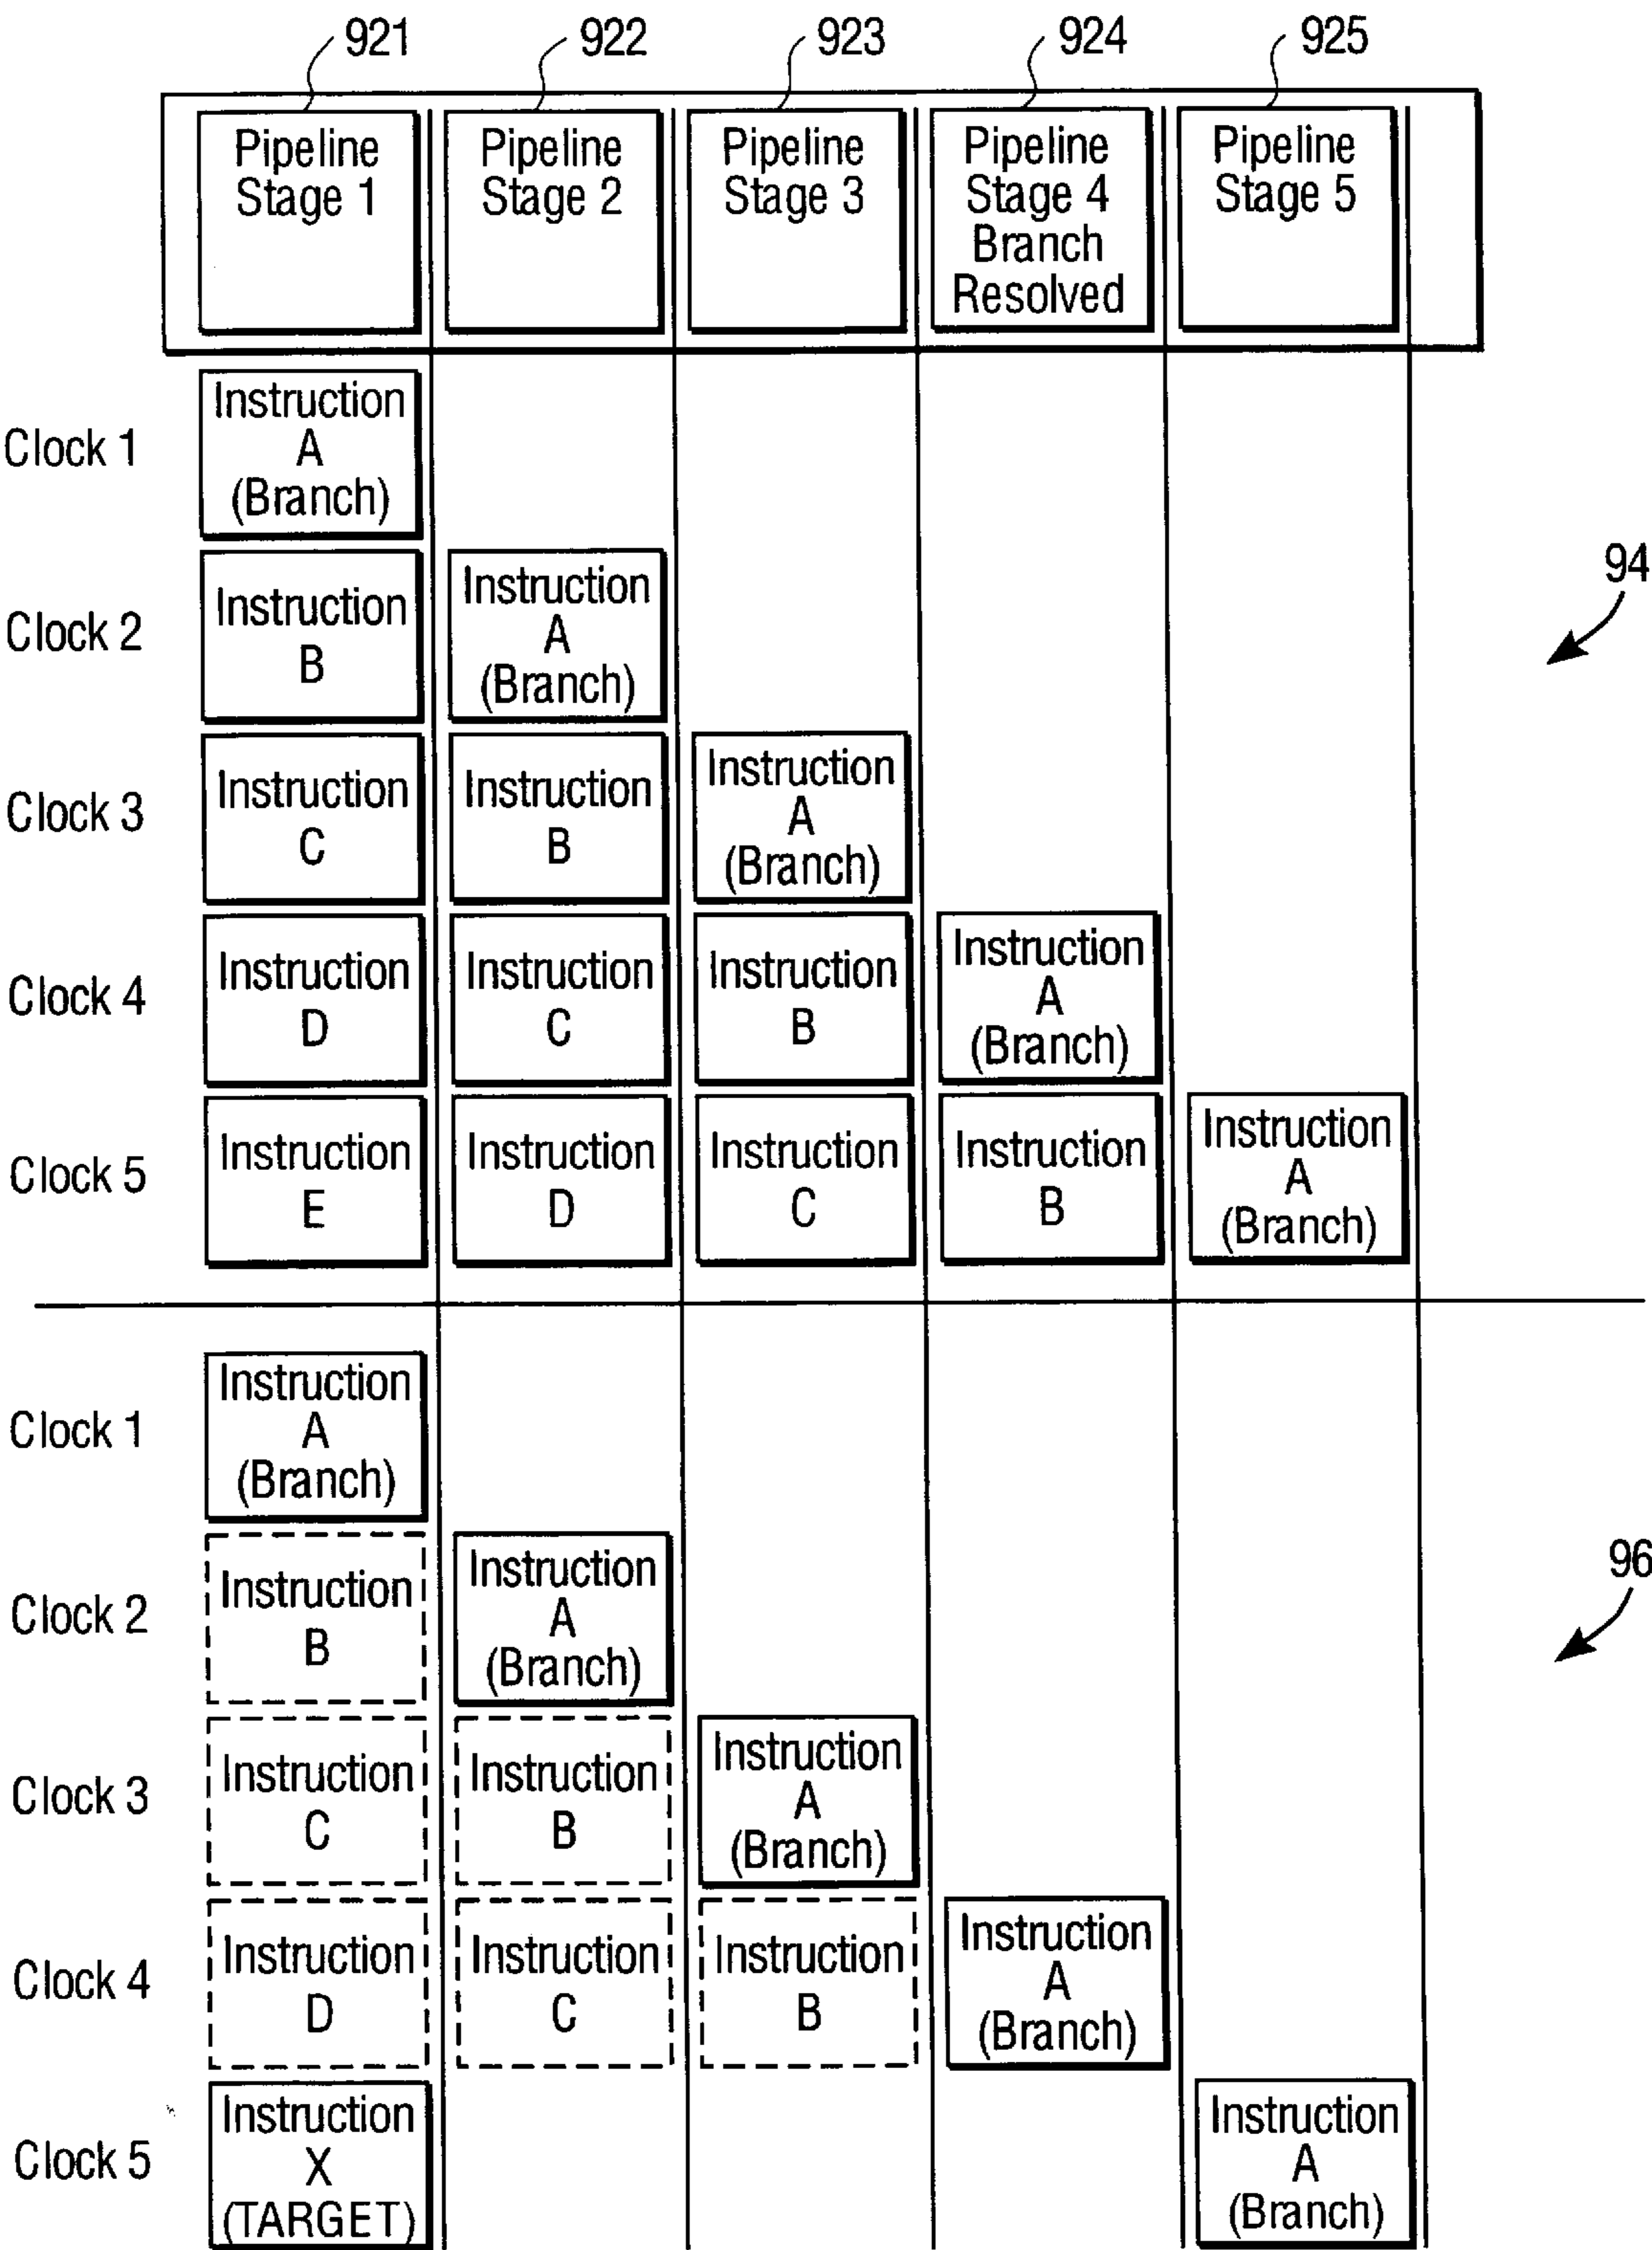 921
922
923
924
925
Pipeline
Stage 1
Pipeline
Stage 2
Pipeline
Stage 3
Pipeline
Stage 4
Branch
Resolved
Pipeline
Stage 5
Clock 1
Instruction
A
(Branch)
94
Clock 2
Instruction
B
Instruction
A
(Branch)
Clock 3
Instruction
C
Instruction
B
Instruction
A
(Branch)
Clock 4
Instruction
D
Instruction
C
Instruction
B
Instruction
A
(Branch)
Clock 5
Instruction
E
Instruction
D
Instruction
C
Instruction
B
Instruction
A
(Branch)
Clock 1
Instruction
A
(Branch)
96
Clock 2
Instruction
B
Instruction
A
(Branch)
Clock 3
Instruction
C
Instruction
B
Instruction
A
(Branch)
Clock 4
Instruction
D
Instruction
C
Instruction
B
Instruction
A
(Branch)
Clock 5
Instruction
X
(TARGET)
Instruction
A
(Branch)